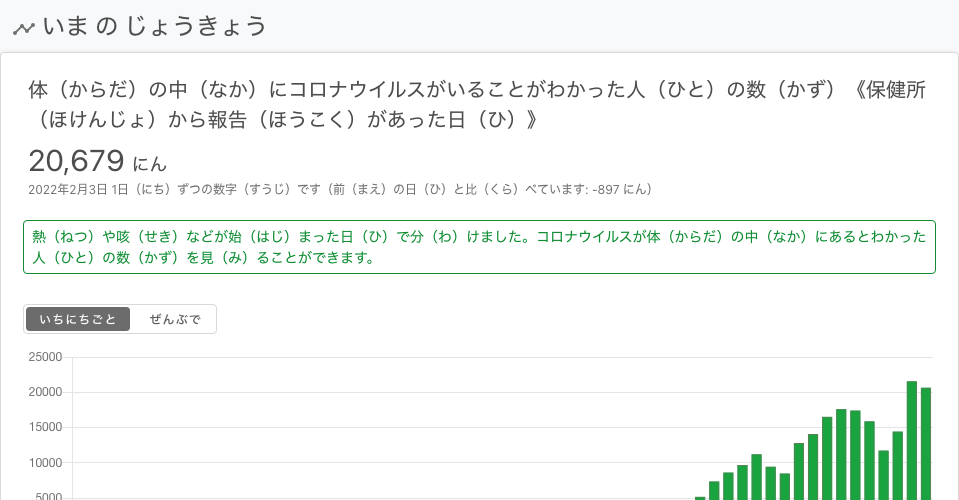 いま の じょうきょう
体（からだ）の中（なか）にコロナウイルスがいることがわかった人（ひと）の数（かず）《保健所
（ほけんじょ）から報告（ほうこく）があった日（ひ）》
20,679 にん
2022年2月3日 1日（にち）ずつの数字（すうじ）です（前（まえ）の日（ひ）と比（くら）べています: -897 にん）
熱（ねつ）や咳（せき）などが始（はじ）まった日（ひ）で分（わ）けました。コロナウイルスが体（からだ）の中（なか）にあるとわかった
人（ひと）の数（かず）を見（み）ることができます。
いちにちごと ぜんぶで
25000
20000
15000
10000
5000